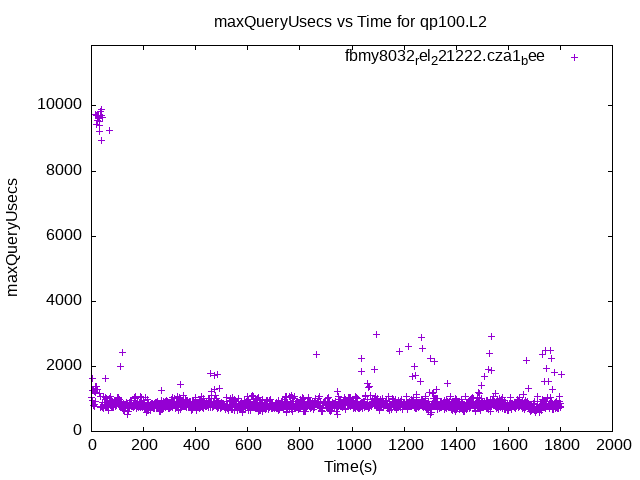 maxQueryUsecs vs Time for qp100.L2
fbmy8032rel221222.cza1bee
maxQueryUsecs
10000
8000
6000
4000
2000
0
0 200 400 600 800 1000 1200 1400 1600 1800 2000
Time(s)